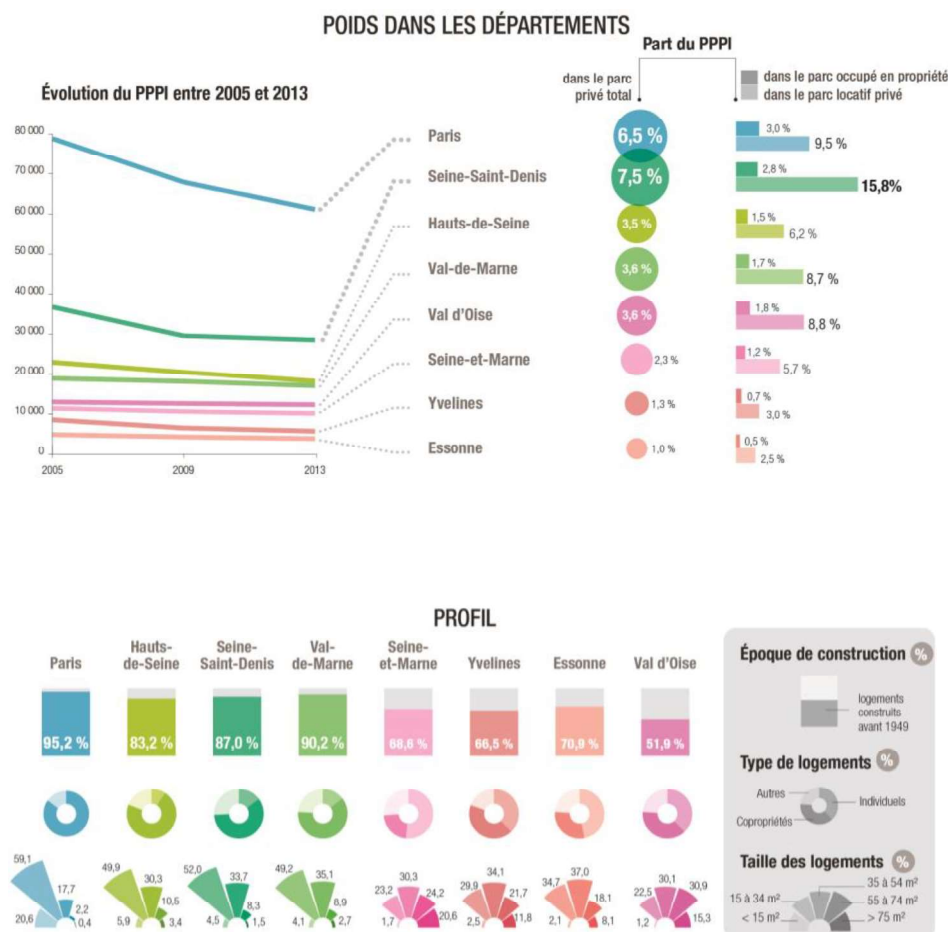 POIDS DANS LES DÉPARTEMENTS
Part du PPPI
Évolution du PPPI entre 2005 et 2013
dans le parc
privé total
dans le parc occupé en propriété
dans le parc locatif privé
80 000
70 000
60 000
50 000
40 000
30 000
20 000
10 000
0
2005
2009
2013
Paris
6,5 %
3,0 %
9,5 %
Seine-Saint-Denis
7,5 %
2,8 %
15,8%
Hauts-de-Seine
3,5 %
1,5 %
6,2 %
Val-de-Marne
3,6 %
1,7 %
8,7 %
Val d'Oise
3,6 %
1,8 %
8,8 %
Seine-et-Marne
2,3 %
1,2 %
5,7 %
Yvelines
1,3 %
0,7 %
3,0 %
Essonne
1,0 %
0,5 %
2,5 %
PROFIL
Paris
Hauts-
de-Seine
Seine-
Saint-Denis
Val-
de-Marne
Seine-
et-Marne
Yvelines
Essonne
Val d'Oise
95,2 %
83,2 %
87,0 %
90,2 %
68,8 %
66,5 %
70,9 %
51,9 %
59,1
17,7
2,2
20,6
0,4
49,9
30,3
10,5
5,9
3,4
52,0
33,7
8,3
4,5
1,5
49,2
35,1
8,9
4,1
2,7
23,2
30,3
24,2
1,7
20,6
29,9
34,1
21,7
2,5
11,8
34,7
37,0
18,1
2,1
8,1
22,5
30,1
30,9
1,2
15,3
Époque de construction %
logements
construits
avant 1949
Type de logements %
Autres
Individuels
Copropriétés
Taille des logements %
35 à 54 m²
15 à 34 m²
55 à 74 m²
< 15 m²
> 75 m²